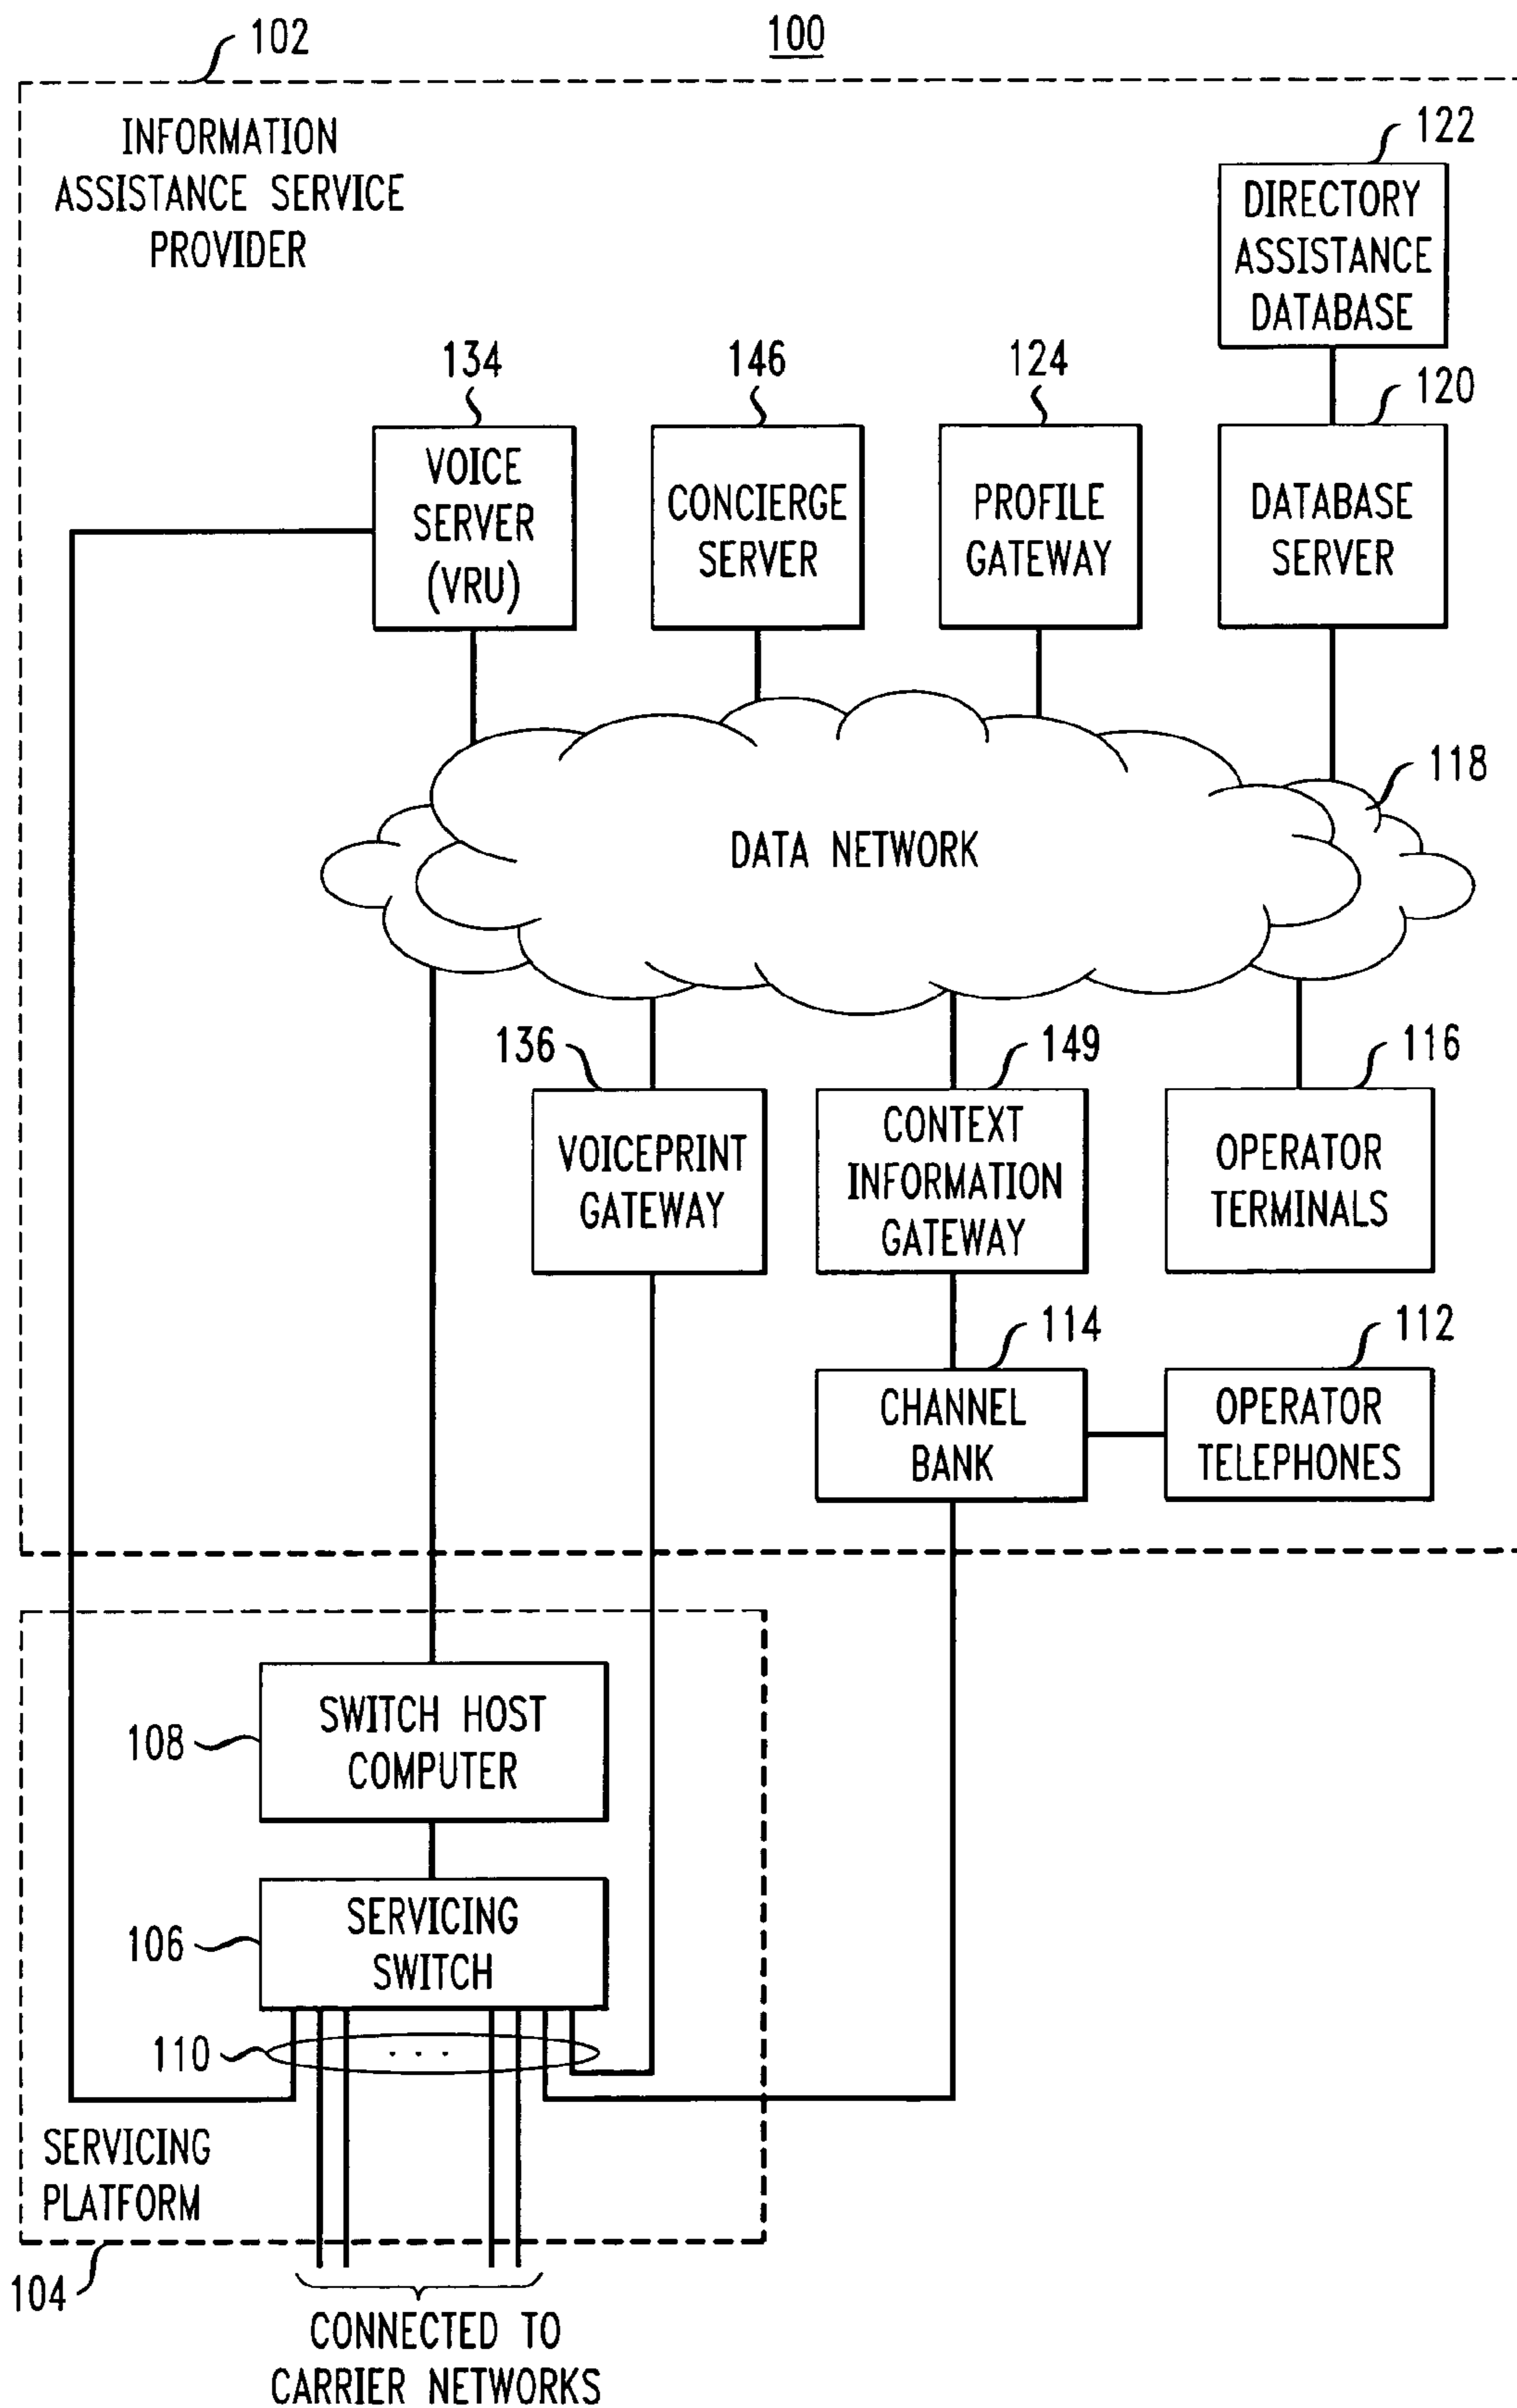 100
102
INFORMATION
ASSISTANCE SERVICE
PROVIDER
122
DIRECTORY
ASSISTANCE
DATABASE
134
VOICE
SERVER
(VRU)
146
CONCIERGE
SERVER
124
PROFILE
GATEWAY
120
DATABASE
SERVER
118
DATA NETWORK
136
VOICEPRINT
GATEWAY
149
CONTEXT
INFORMATION
GATEWAY
116
OPERATOR
TERMINALS
114
CHANNEL
BANK
112
OPERATOR
TELEPHONES
108
SWITCH HOST
COMPUTER
106
SERVICING
SWITCH
110
. . .
SERVICING
PLATFORM
104
CONNECTED TO
CARRIER NETWORKS